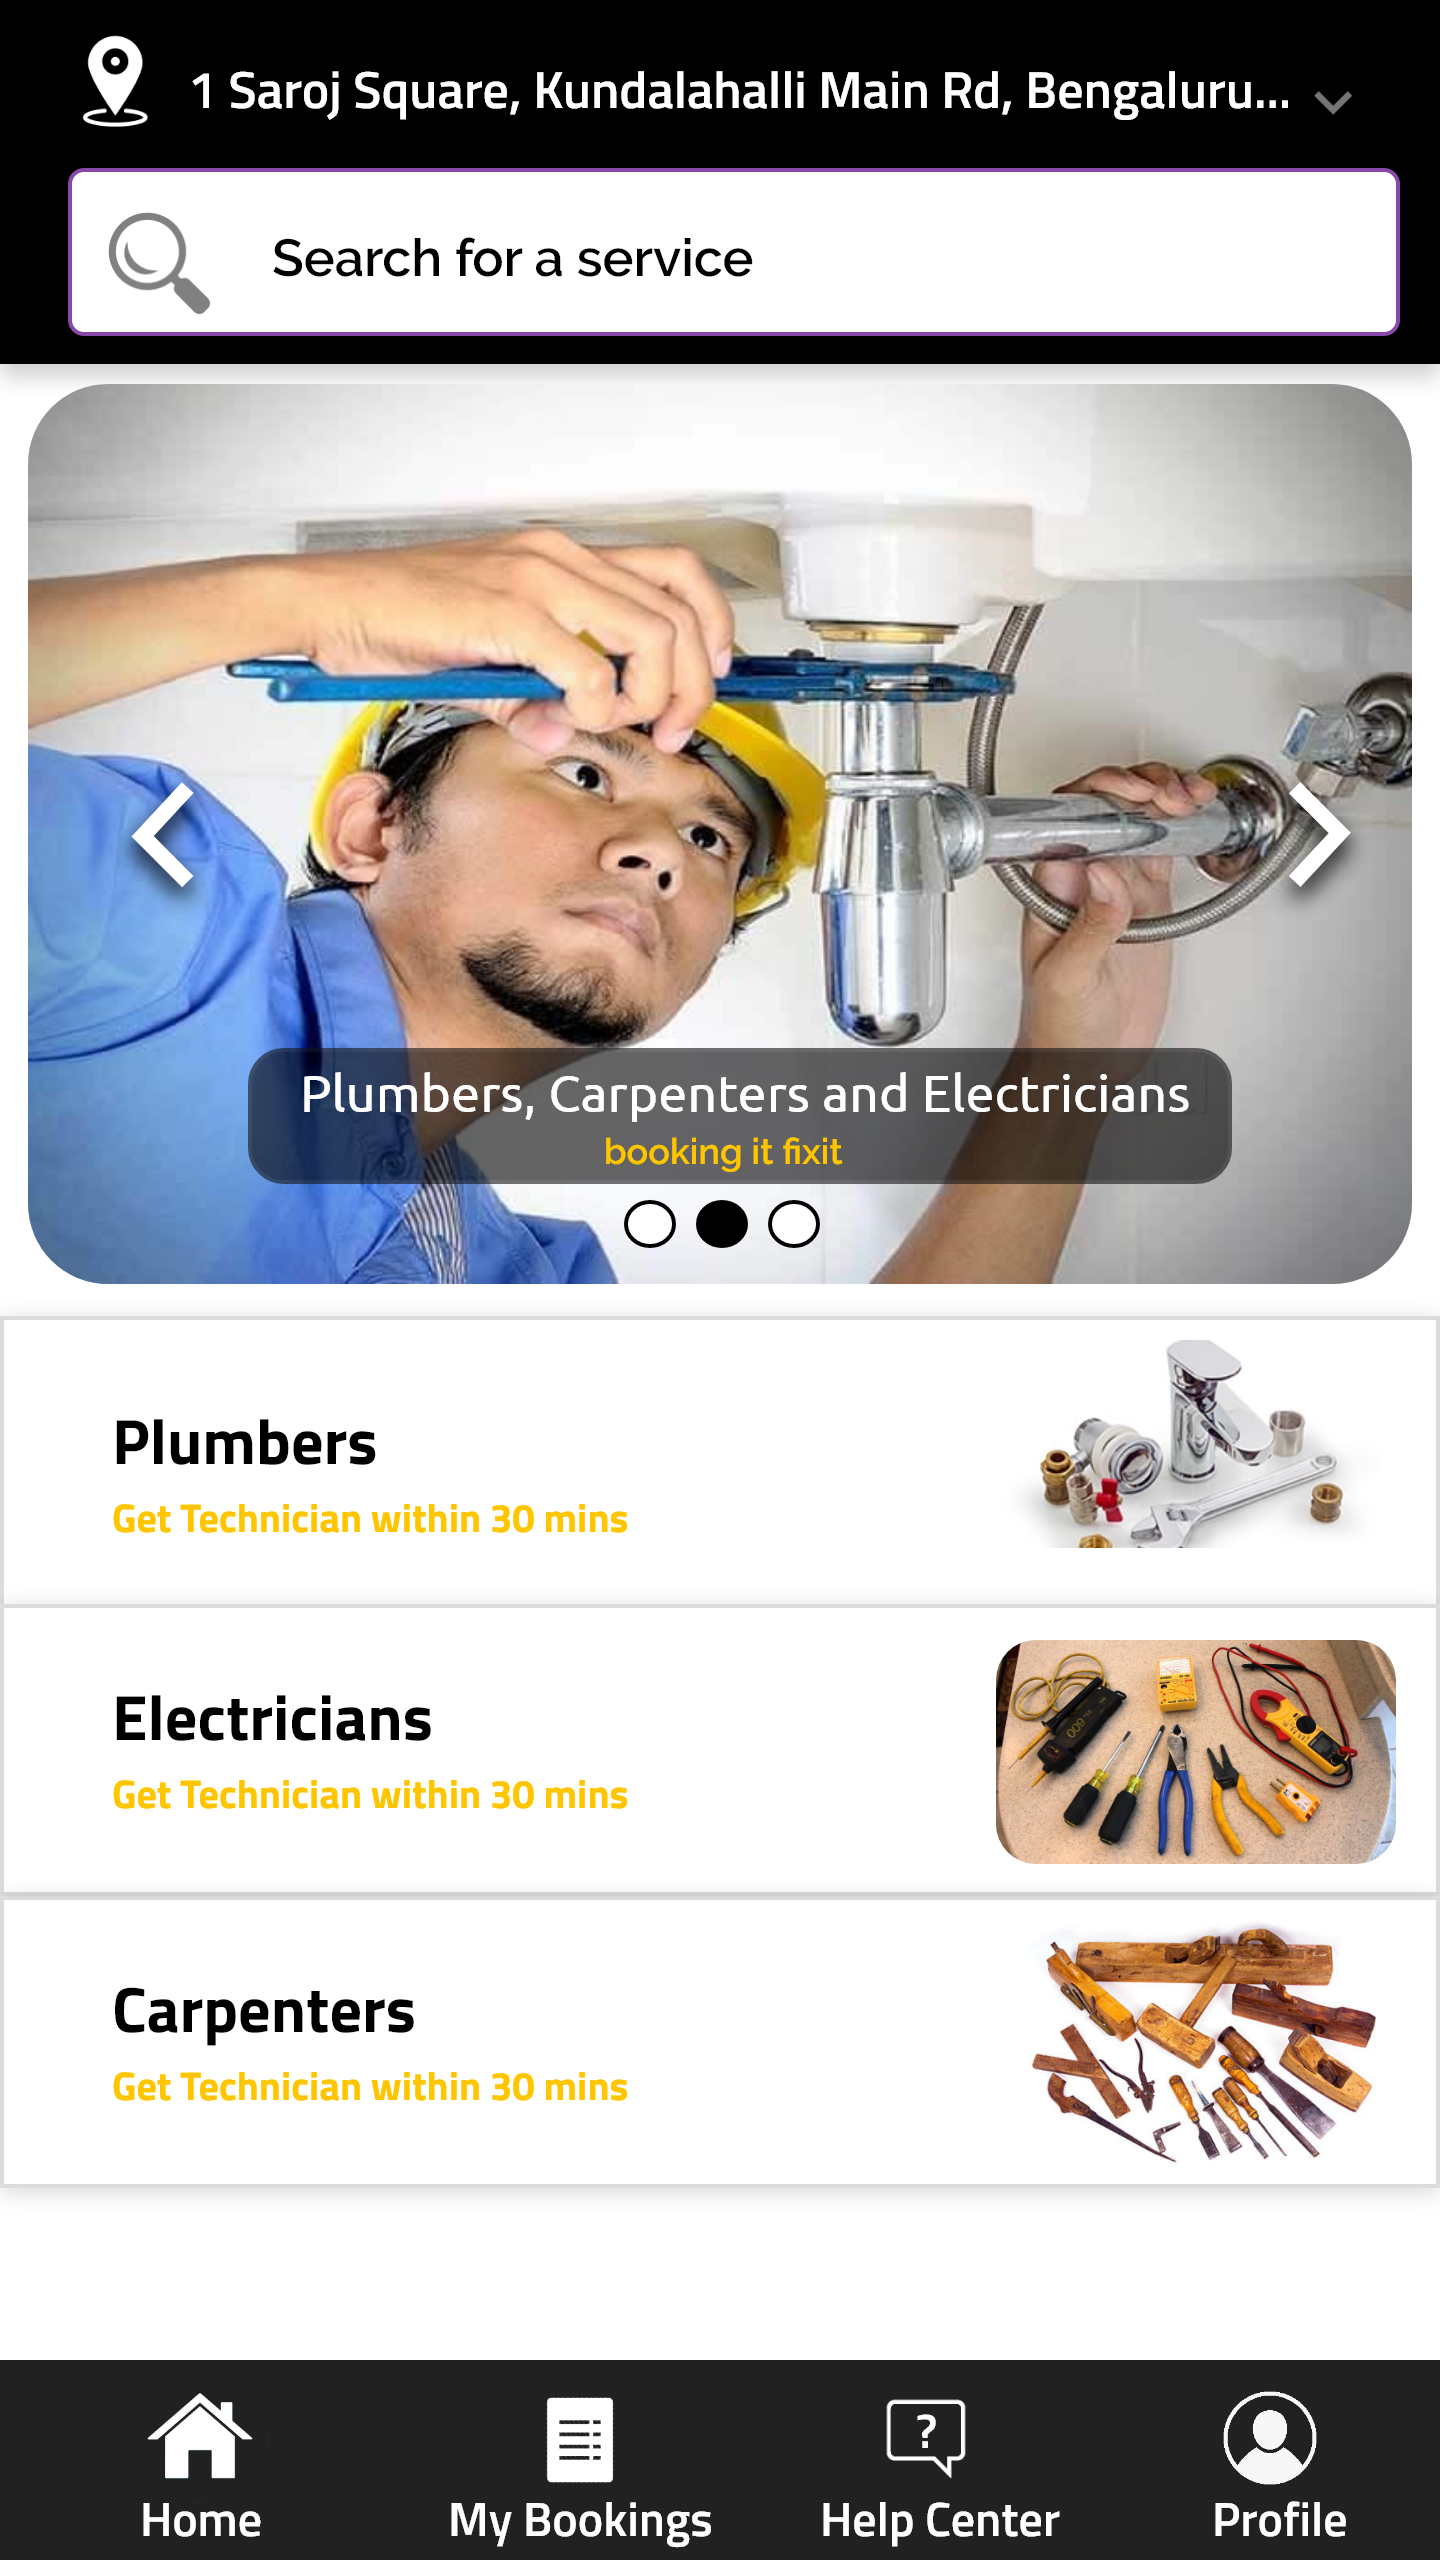 1 Saroj Square, Kundalahalli Main Rd, Bengaluru...
Search for a service
Plumbers, Carpenters and Electricians
booking it fixit
Plumbers
Get Technician within 30 mins
Electricians
Get Technician within 30 mins
Carpenters
Get Technician within 30 mins
?
Home
My Bookings
Help Center
Profile